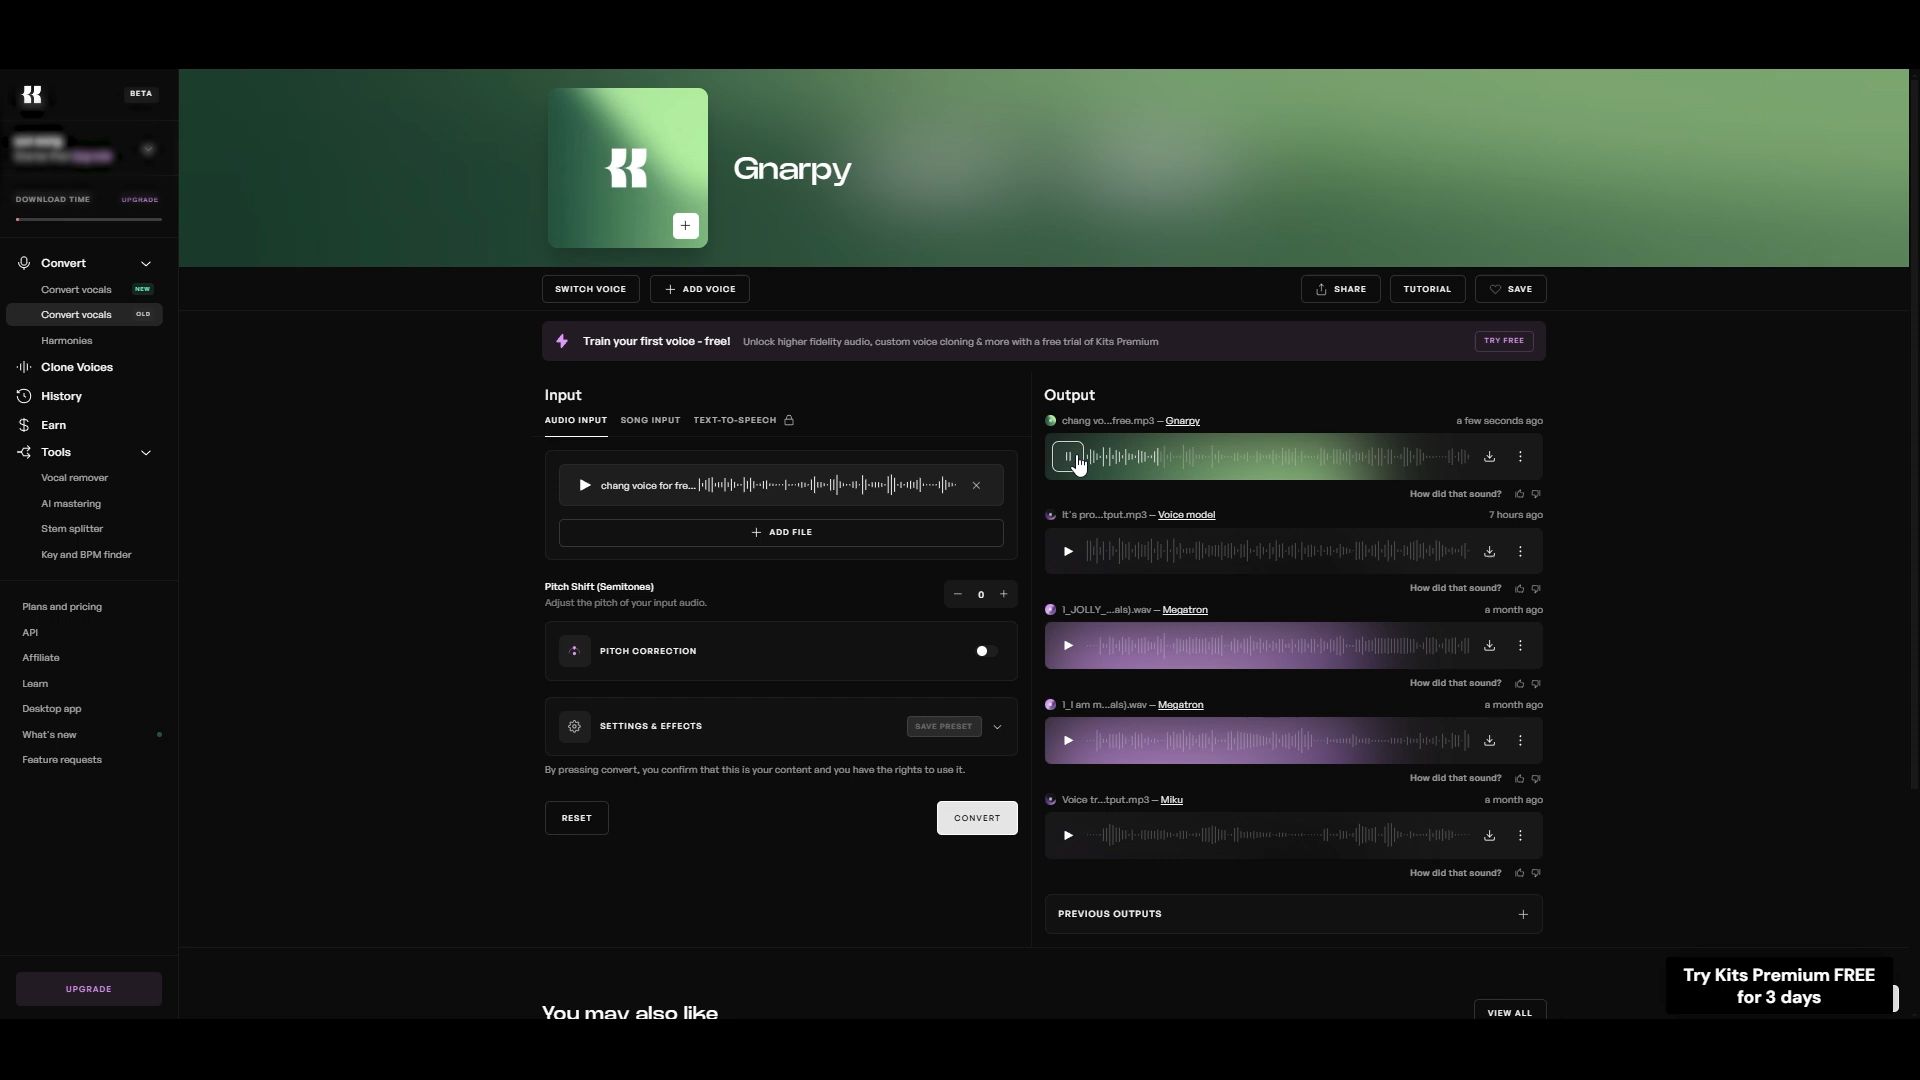 BETA
DOWNLOAD TIME UPGRADE
Convert
Convert vocals NEW
Convert vocals OLD
Harmonies
Clone Voices
History
Earn
Tools
Vocal remover
AI mastering
Stem splitter
Key and BPM finder
Plans and pricing
API
Affiliate
Learn
Desktop app
What's new
Feature requests
UPGRADE
Gnarpy
SWITCH VOICE
ADD VOICE
SHARE
TUTORIAL
SAVE
Train your first voice - free! Unlock higher fidelity audio, custom voice cloning & more with a free trial of Kits Premium
TRY FREE
Input
AUDIO INPUT SONG INPUT TEXT-TO-SPEECH
chang voice for fre...
ADD FILE
Pitch Shift (Semitones)
Adjust the pitch of your input audio.
0
PITCH CORRECTION
SETTINGS & EFFECTS
SAVE PRESET
By pressing convert, you confirm that this is your content and you have the rights to use it.
RESET
CONVERT
Output
chang vo...free.mp3 – Gnarpy a few seconds ago
How did that sound?
It's pro...tput.mp3 – Voice model 7 hours ago
How did that sound?
1_JOLLY_...als).wav – Megatron a month ago
How did that sound?
1_I am m...als).wav – Megatron a month ago
How did that sound?
Voice tr...tput.mp3 – Miku a month ago
How did that sound?
PREVIOUS OUTPUTS
You may also like
VIEW ALL
Try Kits Premium FREE
for 3 days